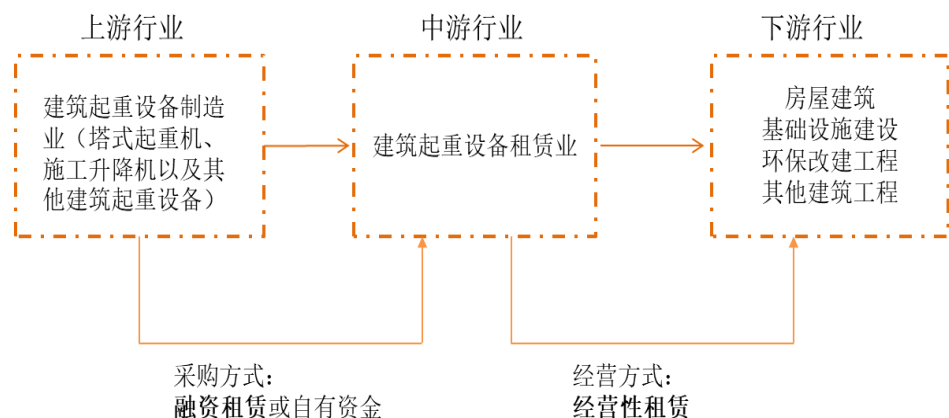 上游行业
中游行业
下游行业
建筑起重设备制造
业（塔式起重机、
施工升降机以及其
他建筑起重设备）
建筑起重设备租赁业
房屋建筑
基础设施建设
环保改建工程
其他建筑工程
采购方式：
融资租赁或自有资金
经营方式：
经营性租赁